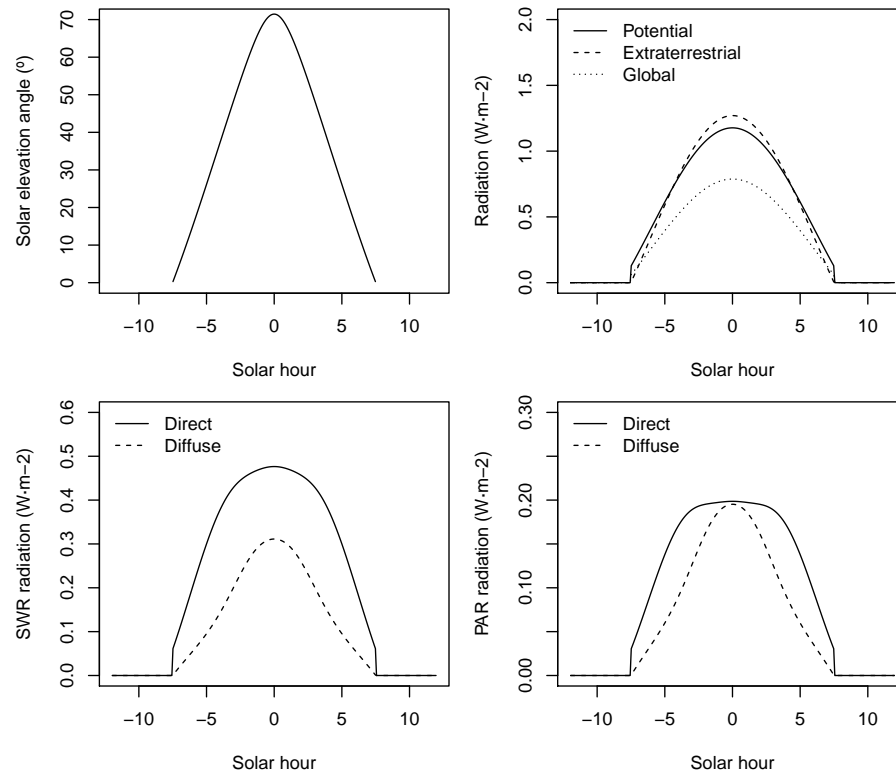 Solar elevation angle (º)
70
60
50
40
30
20
10
0
−10 −5 0 5 10
Solar hour
Radiation (W·m−2)
2.0
1.5
1.0
0.5
0.0
Potential
Extraterrestrial
Global
−10 −5 0 5 10
Solar hour
SWR radiation (W·m−2)
0.6
0.5
0.4
0.3
0.2
0.1
0.0
Direct
Diffuse
−10 −5 0 5 10
Solar hour
PAR radiation (W·m−2)
0.30
0.20
0.10
0.00
Direct
Diffuse
−10 −5 0 5 10
Solar hour